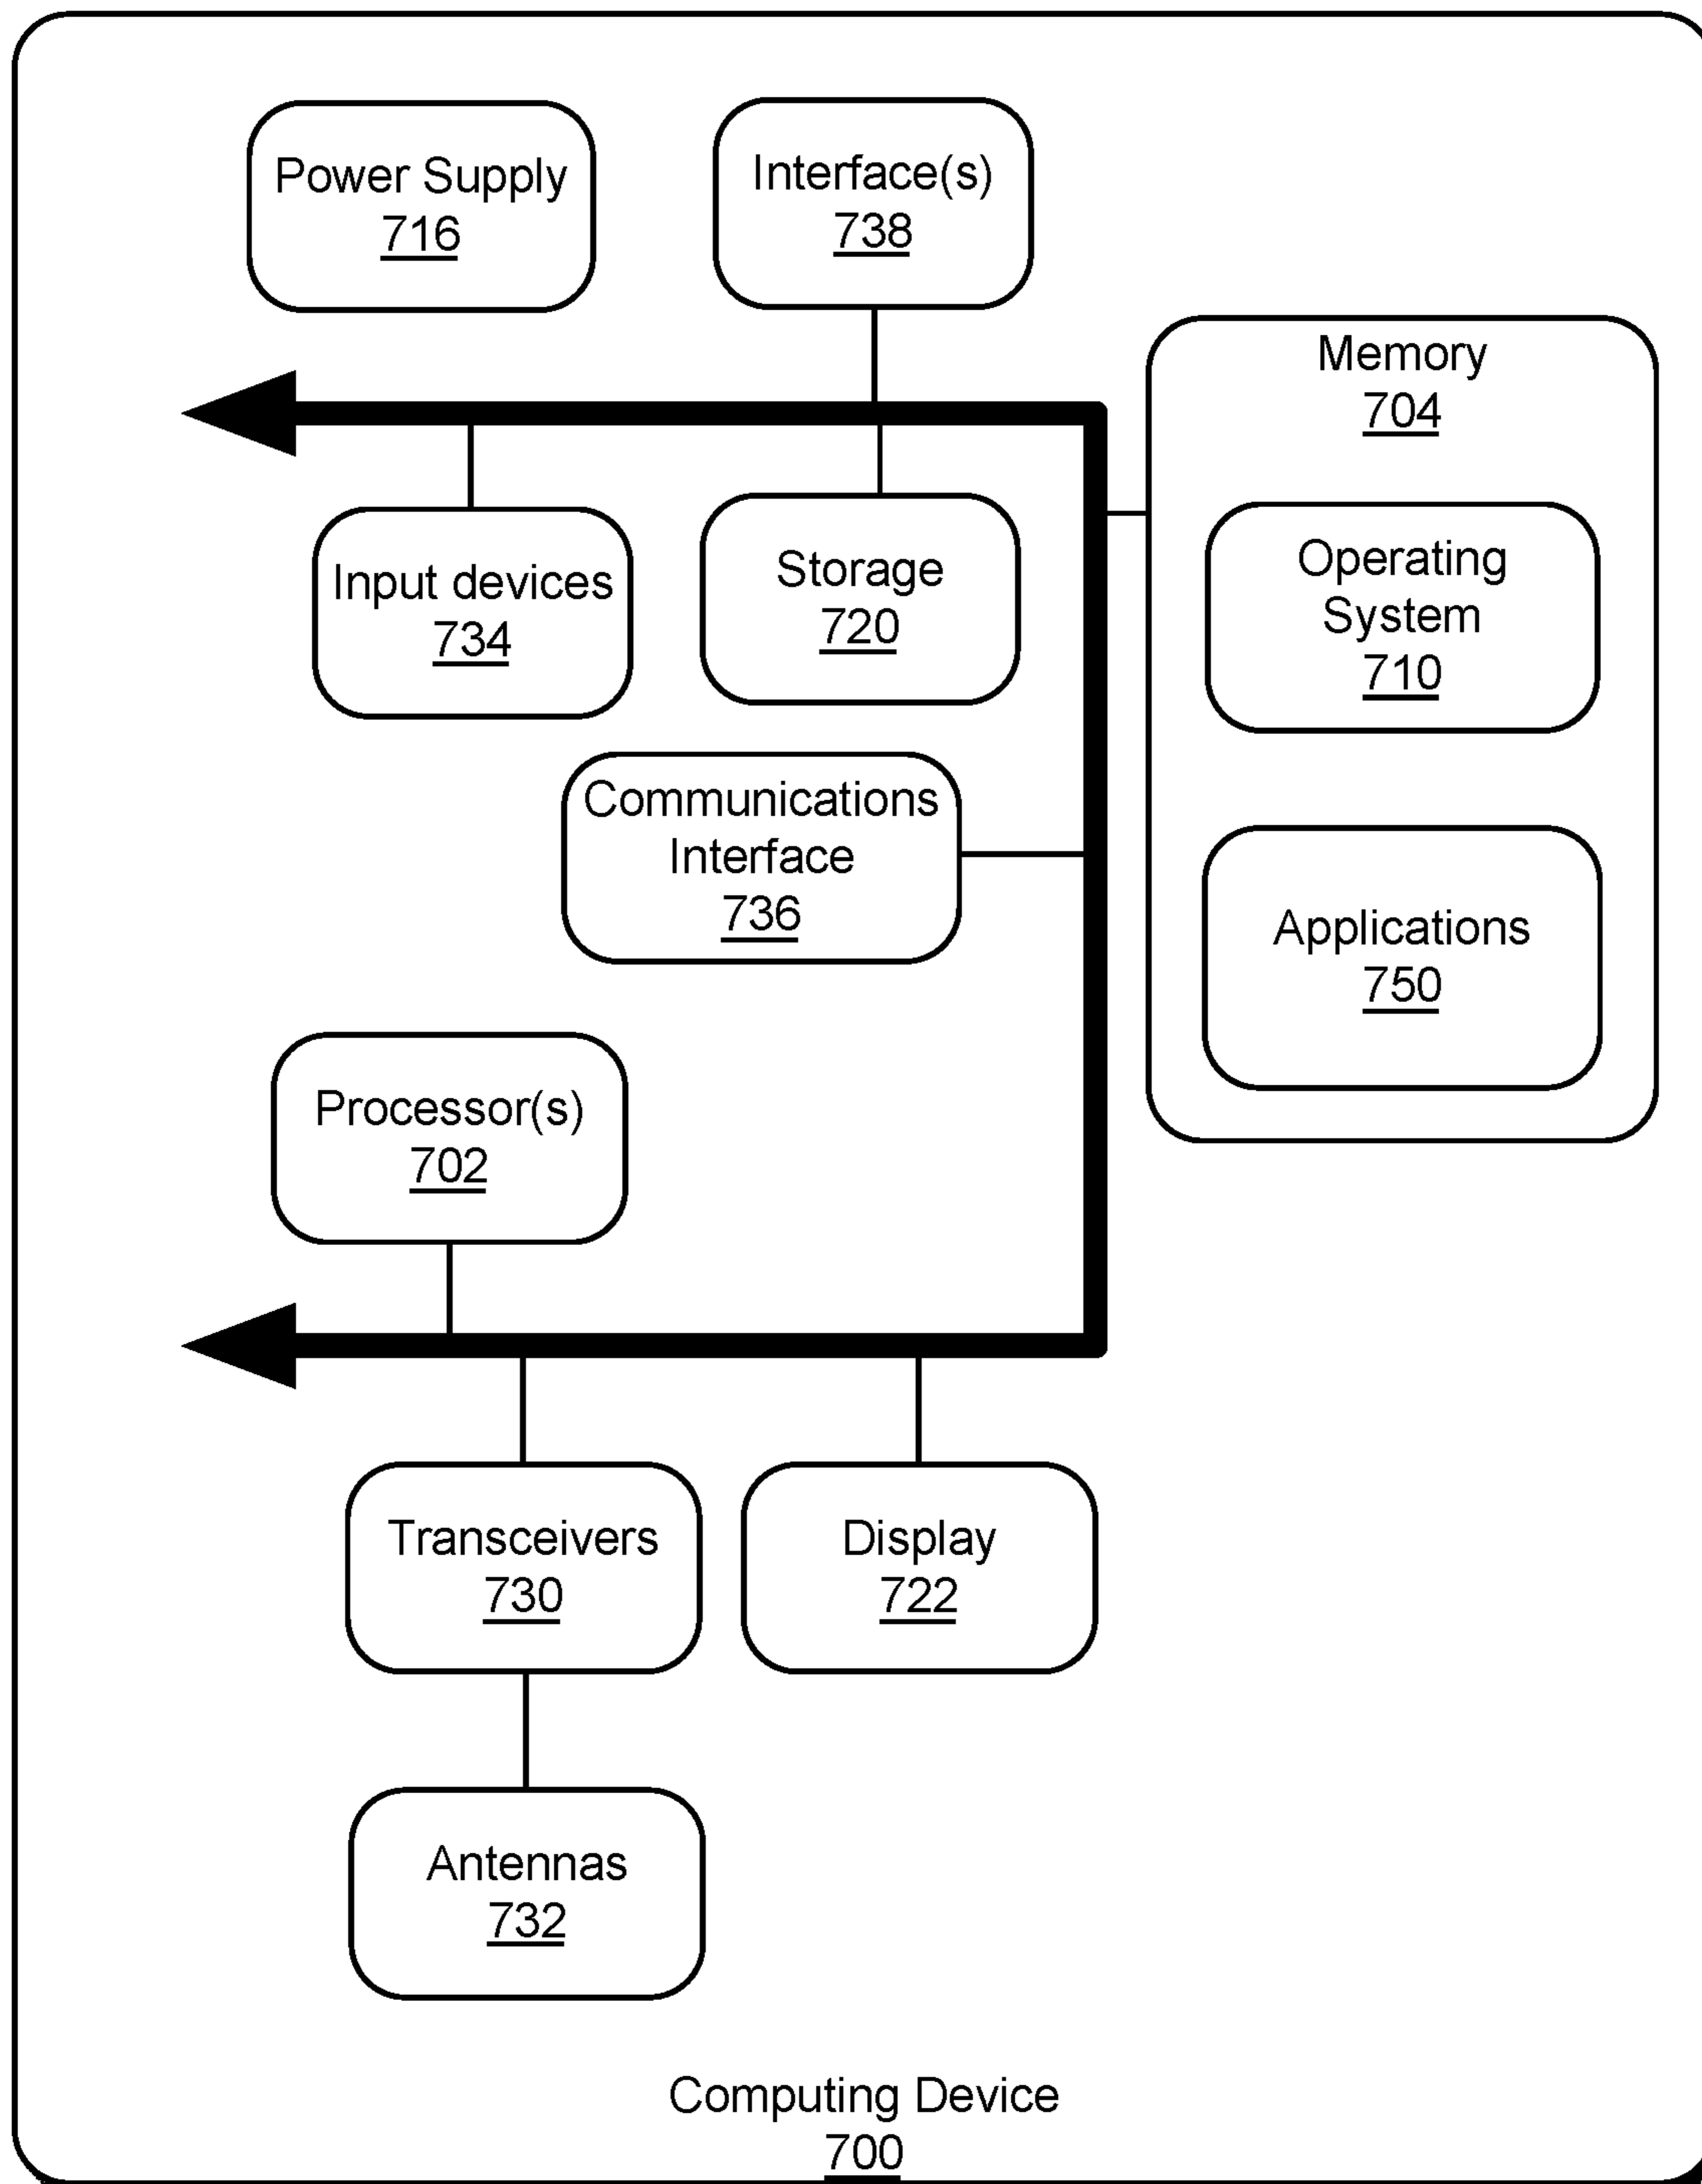 Power Supply
716
Interface(s)
738
Memory
704
Input devices
734
Storage
720
Operating
System
710
Communications
Interface
736
Applications
750
Processor(s)
702
Transceivers
730
Display
722
Antennas
732
Computing Device
700